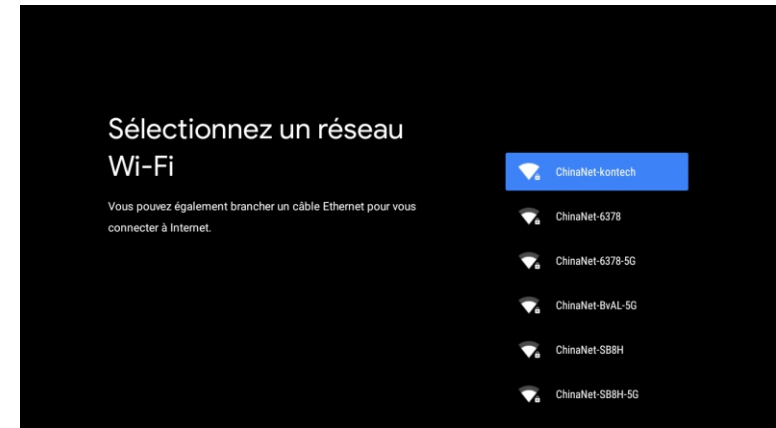 Sélectionnez un réseau
Wi-Fi
Vous pouvez également brancher un câble Ethernet pour vous
connecter à Internet.
ChinaNet-kontech
ChinaNet-6378
ChinaNet-6378-5G
ChinaNet-BvAL-5G
ChinaNet-SB8H
ChinaNet-SB8H-5G